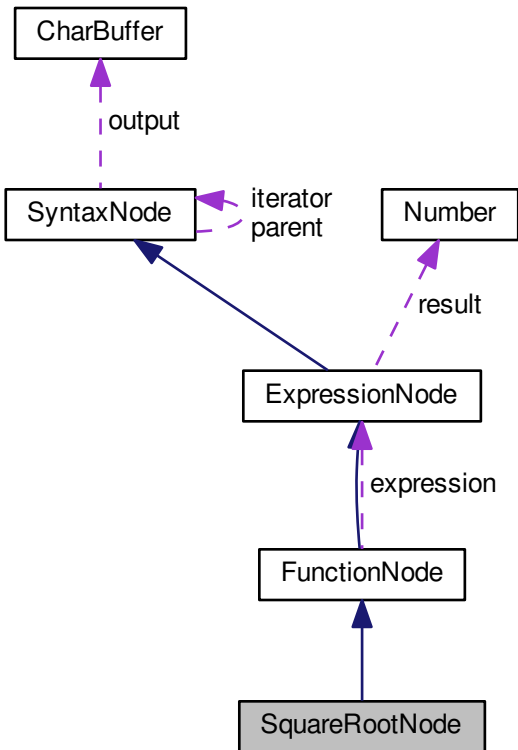 CharBuffer
output
SyntaxNode
iterator
parent
Number
result
ExpressionNode
expression
FunctionNode
SquareRootNode